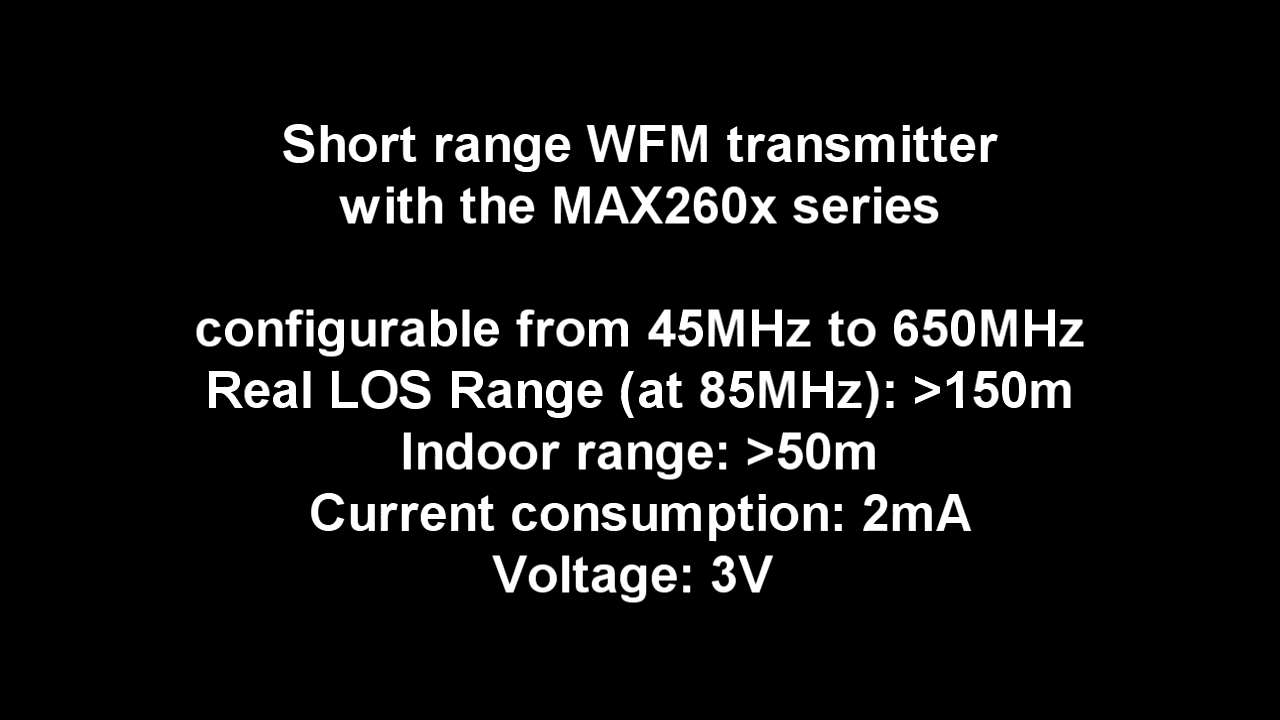 Short range WFM transmitter
with the MAX260x series
configurable from 45MHz to 650MHz
Real LOS Range (at 85MHz): >150m
Indoor range: >50m
Current consumption: 2mA
Voltage: 3V